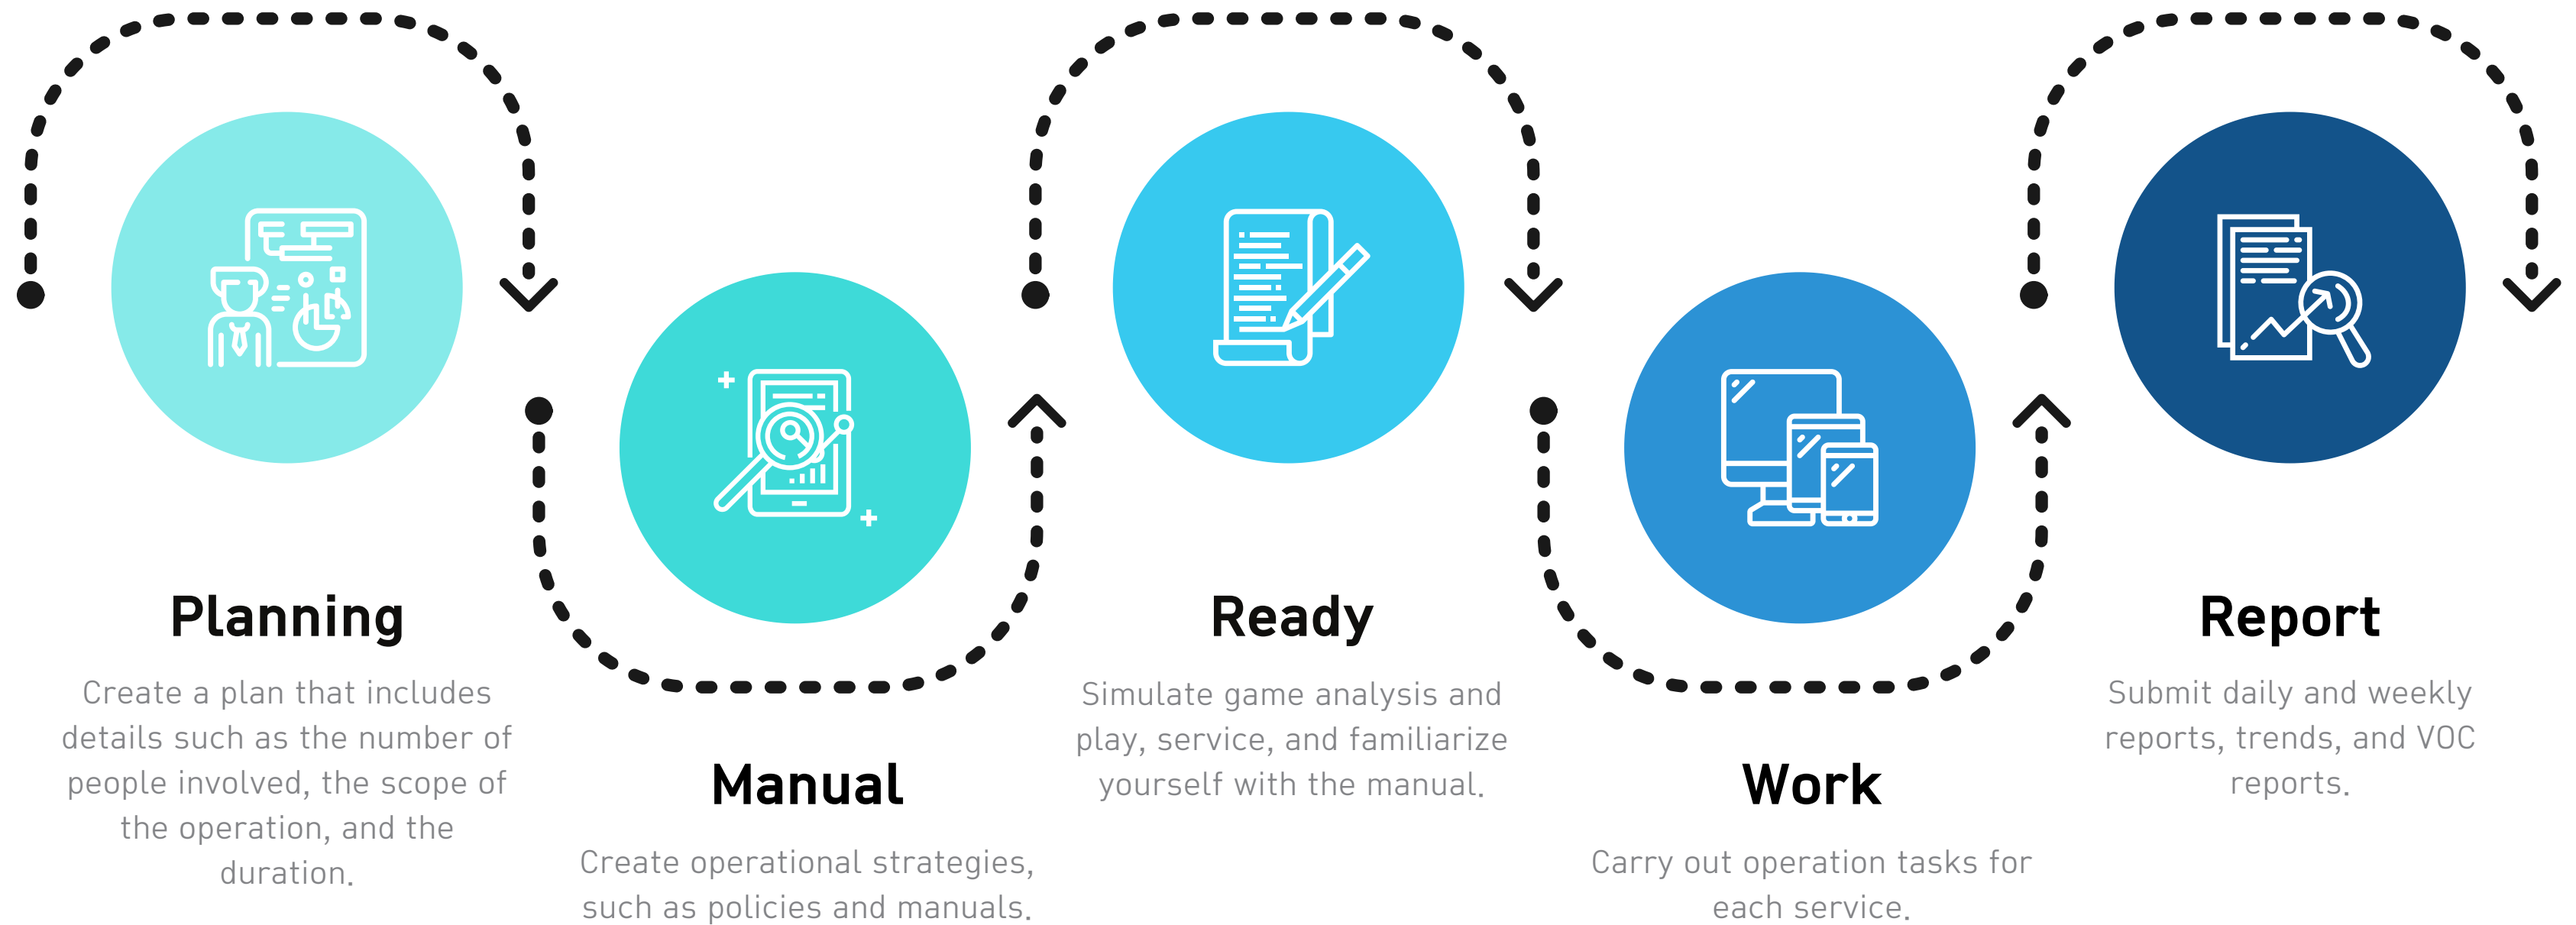 Planning
Create a plan that includes
details such as the number of
people involved, the scope of
the operation, and the
duration.
Manual
Create operational strategies,
such as policies and manuals.
Ready
Simulate game analysis and
play, service, and familiarize
yourself with the manual.
Work
Carry out operation tasks for
each service.
Report
Submit daily and weekly
reports, trends, and VOC
reports.